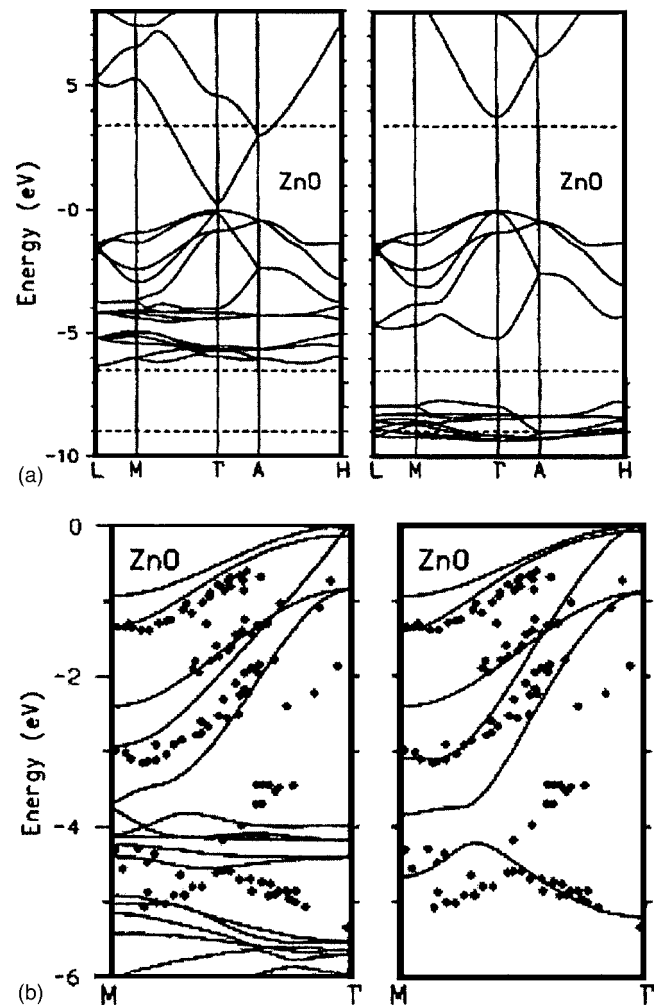 Energy (eV)
5
-0
-5
-10
ZnO
ZnO
L M Γ A H
L M Γ A H
(a)
Energy (eV)
0
-2
-4
-6
ZnO
ZnO
M Γ
M Γ
(b)